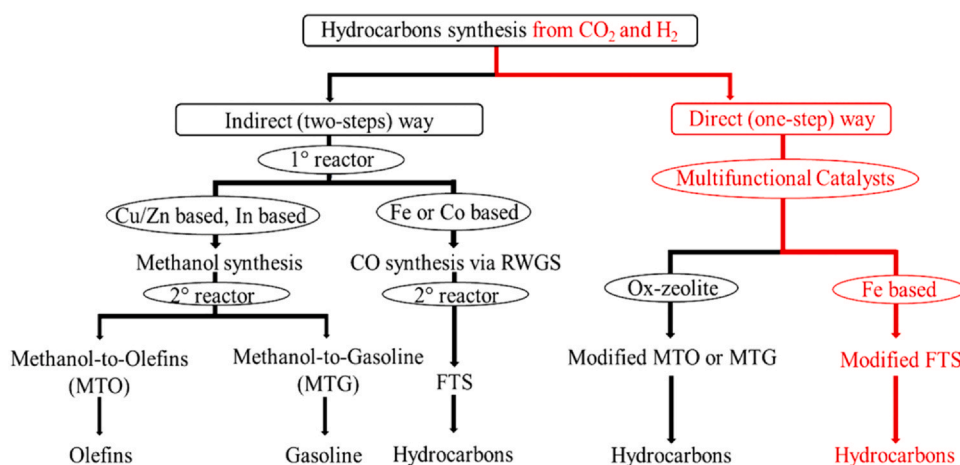 Hydrocarbons synthesis from CO₂ and H₂
Indirect (two-steps) way
Direct (one-step) way
1° reactor
Multifunctional Catalysts
Cu/Zn based, In based
Fe or Co based
Methanol synthesis
CO synthesis via RWGS
2° reactor
2° reactor
Ox-zeolite
Fe based
Methanol-to-Olefins
(MTO)
Methanol-to-Gasoline
(MTG)
FTS
Modified MTO or MTG
Modified FTS
Olefins
Gasoline
Hydrocarbons
Hydrocarbons
Hydrocarbons